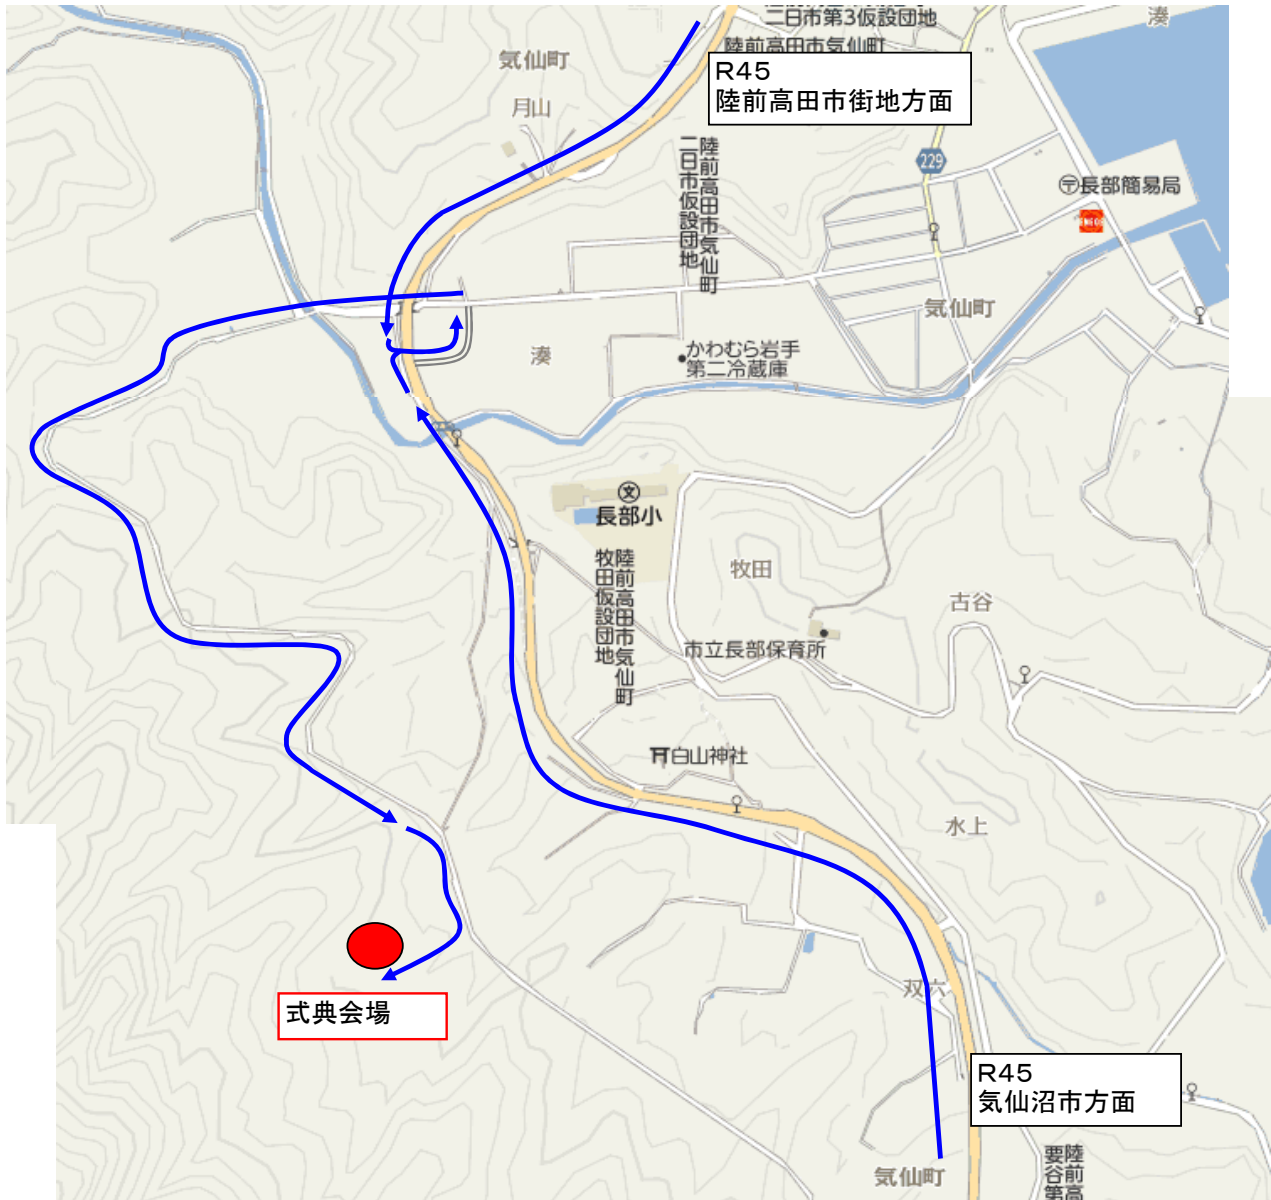 二日市第3仮設団地
湊
陸前高田市気仙町
R45
陸前高田市街地方面
気仙町
月山
陸前高田市気仙町
二日市仮設団地
229
〒長部簡易局
気仙町
湊
かわむら岩手
第二冷蔵庫
文
長部小
陸前高田市気仙町
牧田仮設団地
牧田
古谷
市立長部保育所
白山神社
水上
式典会場
双六
R45
気仙沼市方面
気仙町
陸前高
要谷第